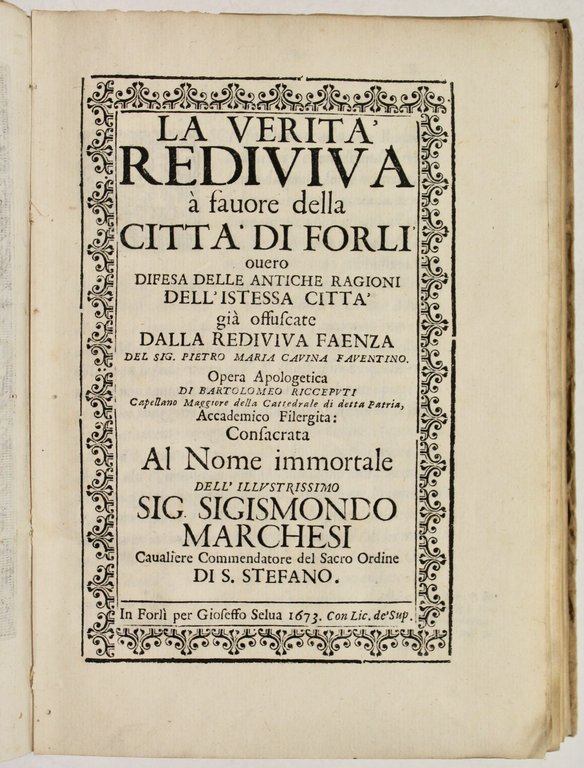 LA VERITA'
REDIVIVA
à fauore della
CITTA' DI FORLI'
ouero
DIFESA DELLE ANTICHE RAGIONI
DELL'ISTESSA CITTA'
già offuſcate
DALLA REDIVIVA FAENZA
DEL SIG. PIETRO MARIA CAVINA FAVENTINO.
Opera Apologetica
DI BARTOLOMEO RICCEPVTI
Capellano Maggiore della Cattedrale di detta Patria,
Accademico Filergita:
Conſacrata
Al Nome immortale
DELL' ILLVSTRISSIMO
SIG. SIGISMONDO
MARCHESI
Caualiere Commendatore del Sacro Ordine
DI S. STEFANO.
In Forlì per Gioſeffo Selua 1673. Con Lic. de' Sup.